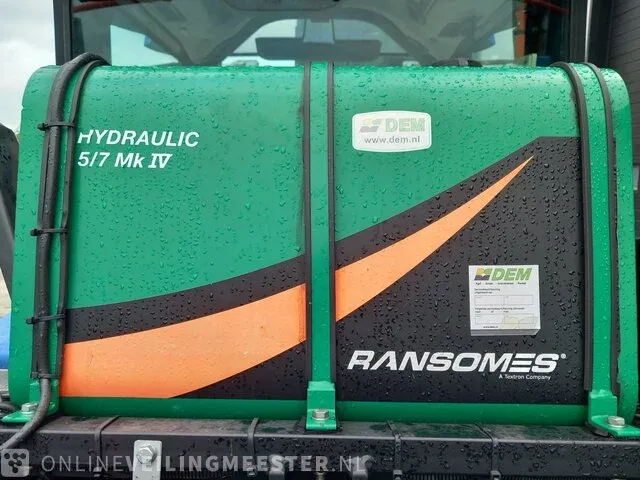 HYDRAULIC
5/7 Mk IV
DEM
www.dem.nl
DEM
RANSOMES®
A Textron Company
ONLINEVEILINGMEESTER.NL